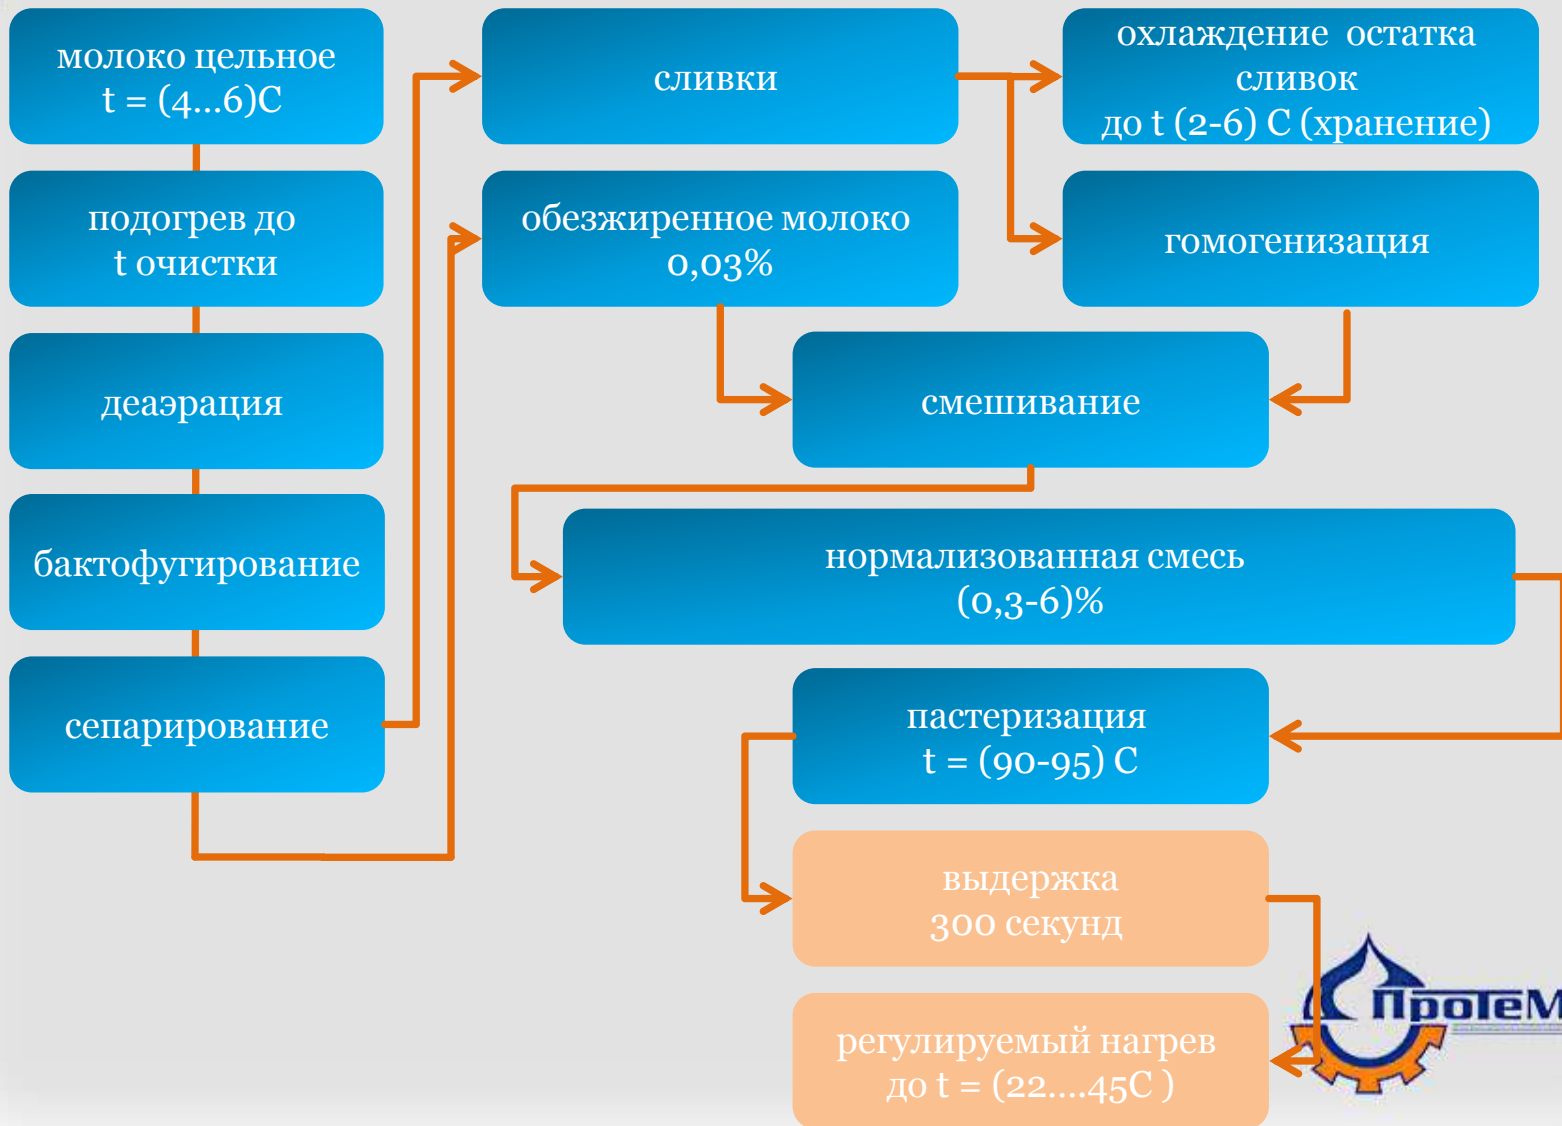 молоко цельное
t = (4...6)C
подогрев до
t очистки
деаэрация
бактофугирование
сепарирование
сливки
обезжиренное молоко
0,03%
охлаждение остатка
сливок
до t (2-6) C (хранение)
гомогенизация
смешивание
нормализованная смесь
(0,3-6)%
пастеризация
t = (90-95) C
выдержка
300 секунд
регулируемый нагрев
до t = (22....45C )
ПроТеМ